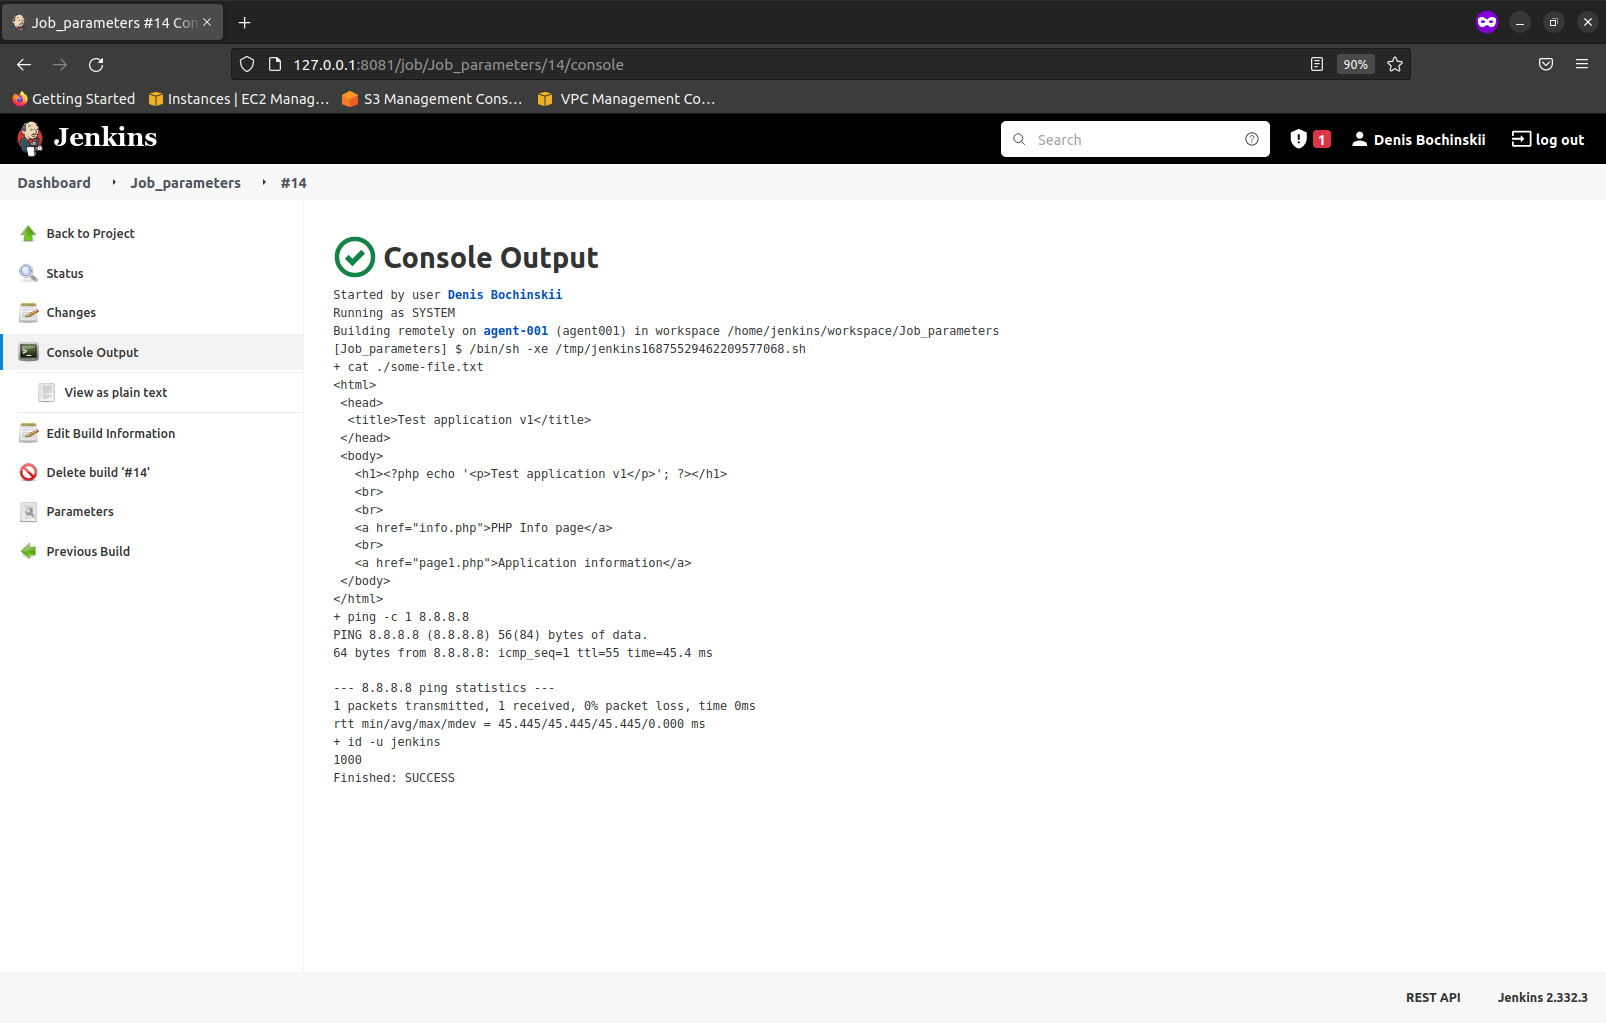 Job_parameters #14 Con
127.0.0.1:8081/job/Job_parameters/14/console
90%
Getting Started
Instances | EC2 Manag…
S3 Management Cons…
VPC Management Co…
Jenkins
Search
1
Denis Bochinskii
log out
Dashboard
Job_parameters
#14
Back to Project
Status
Changes
Console Output
View as plain text
Edit Build Information
Delete build ‘#14’
Parameters
Previous Build
Console Output
Started by user Denis Bochinskii
Running as SYSTEM
Building remotely on agent-001 (agent001) in workspace /home/jenkins/workspace/Job_parameters
[Job_parameters] $ /bin/sh -xe /tmp/jenkins16875529462209577068.sh
+ cat ./some-file.txt
<html>
 <head>
  <title>Test application v1</title>
 </head>
 <body>
   <h1><?php echo '<p>Test application v1</p>'; ?></h1>
   <br>
   <br>
   <a href="info.php">PHP Info page</a>
   <br>
   <a href="page1.php">Application information</a>
 </body>
</html>
+ ping -c 1 8.8.8.8
PING 8.8.8.8 (8.8.8.8) 56(84) bytes of data.
64 bytes from 8.8.8.8: icmp_seq=1 ttl=55 time=45.4 ms
--- 8.8.8.8 ping statistics ---
1 packets transmitted, 1 received, 0% packet loss, time 0ms
rtt min/avg/max/mdev = 45.445/45.445/45.445/0.000 ms
+ id -u jenkins
1000
Finished: SUCCESS
REST API
Jenkins 2.332.3